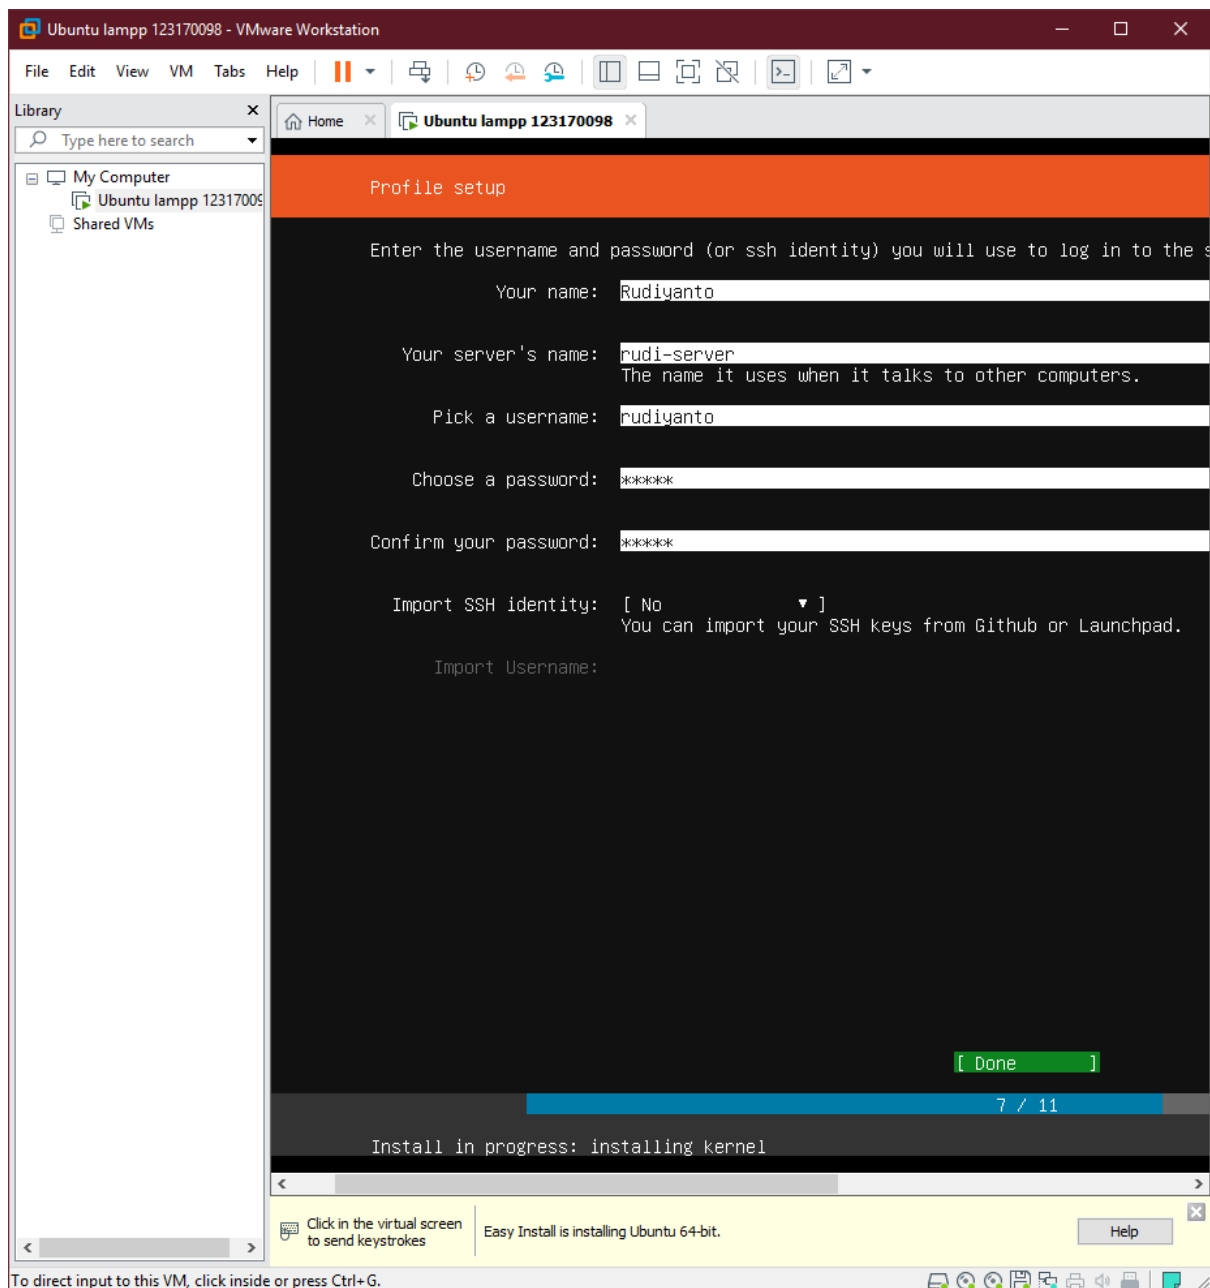 Ubuntu lampp 123170098 - VMware Workstation
File Edit View VM Tabs Help
Library
Type here to search
My Computer
Ubuntu lampp 12317009
Shared VMs
Home
Ubuntu lampp 123170098
Profile setup
Enter the username and password (or ssh identity) you will use to log in to the s
Your name: Rudiyanto
Your server's name: rudi-server
The name it uses when it talks to other computers.
Pick a username: rudiyanto
Choose a password: *****
Confirm your password: *****
Import SSH identity: [ No ▾ ]
You can import your SSH keys from Github or Launchpad.
Import Username:
[ Done ]
7 / 11
Install in progress: installing kernel
Click in the virtual screen
to send keystrokes
Easy Install is installing Ubuntu 64-bit.
Help
To direct input to this VM, click inside or press Ctrl+G.